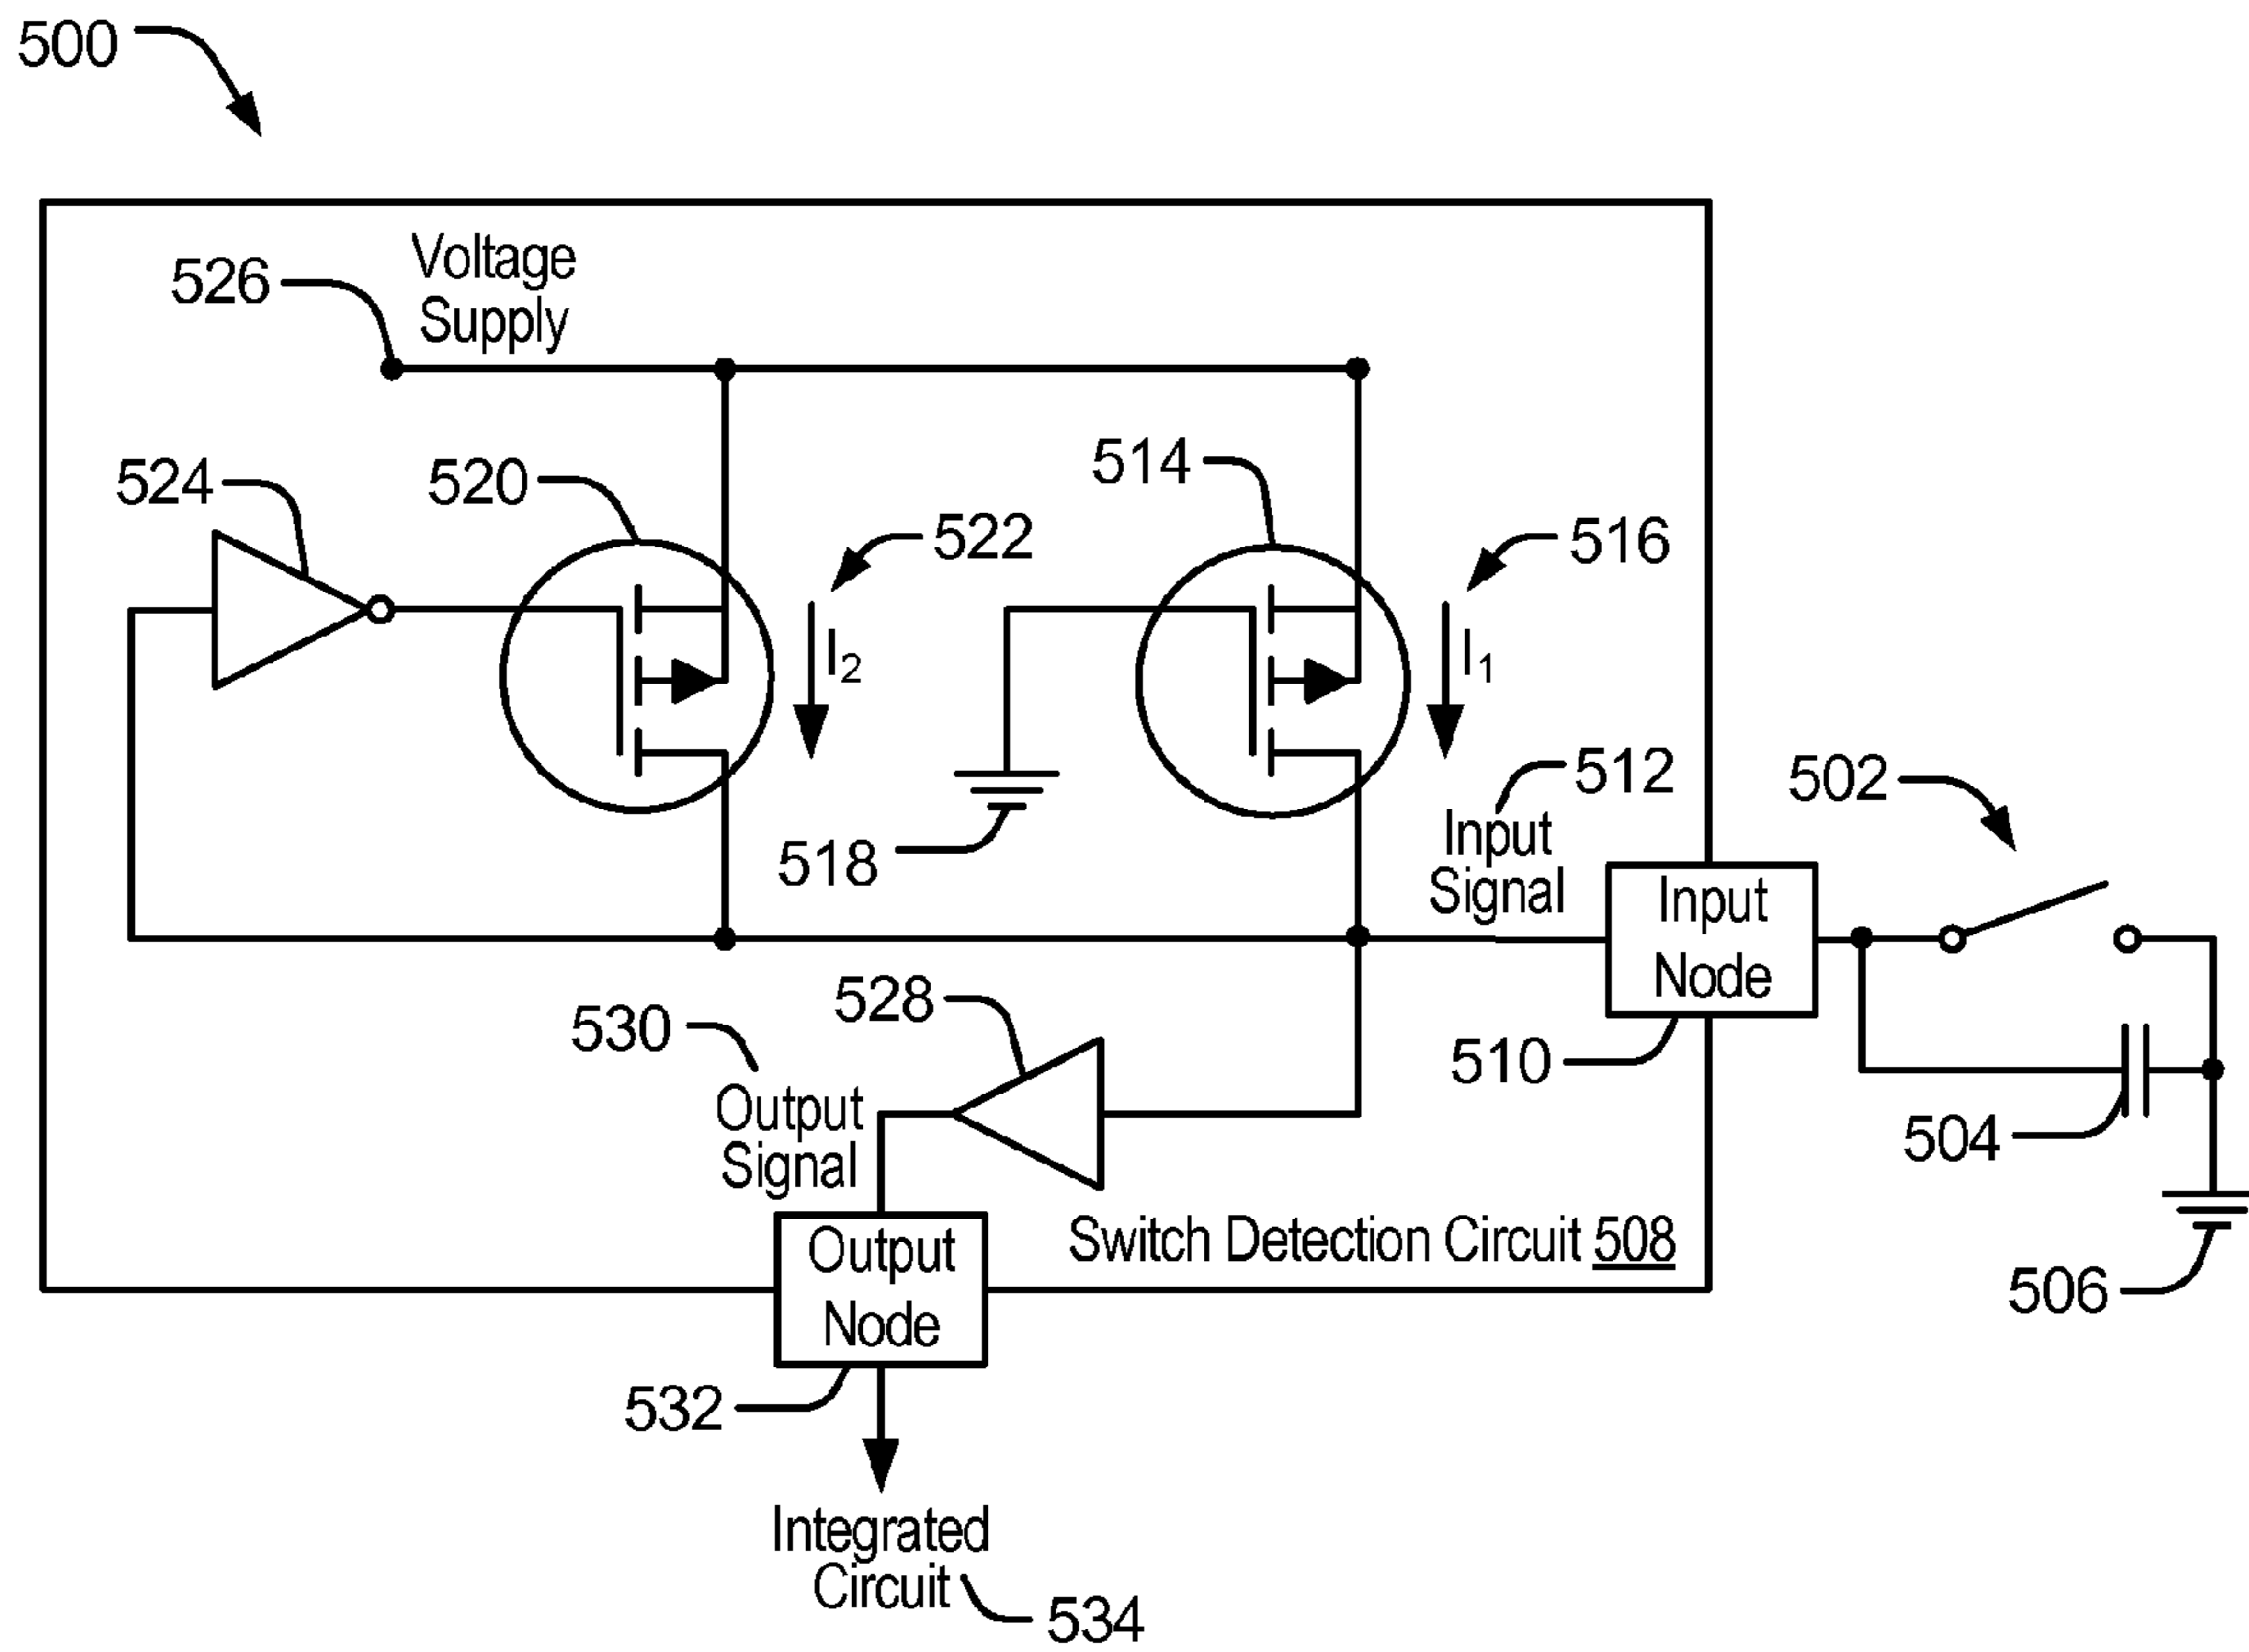 500
526
Voltage
Supply
524
520
522
514
516
I2
I1
518
Input
Signal
512
502
Input
Node
510
504
506
528
530
Output
Signal
Switch Detection Circuit 508
Output
Node
532
Integrated
Circuit
534